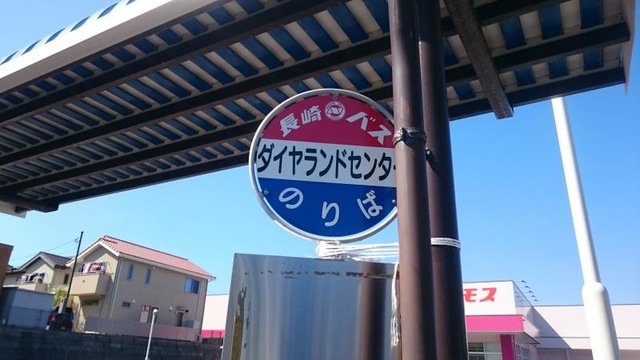 長崎バス
ダイヤランドセンター
のりば
モス